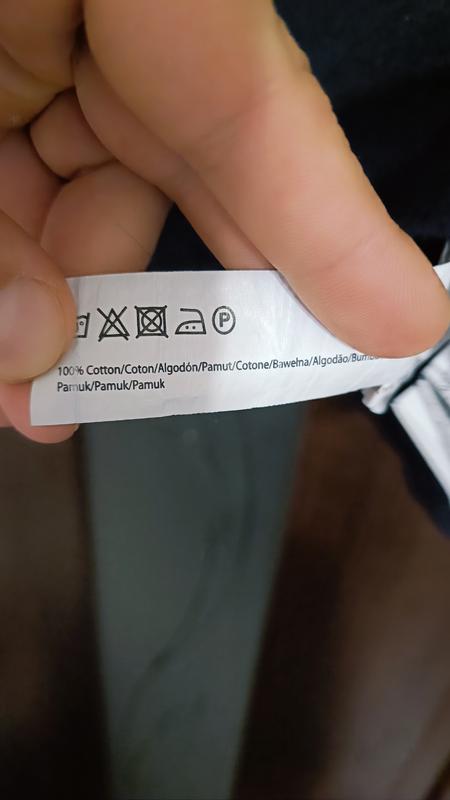 P
100% Cotton/Coton/Algodón/Pamut/Cotone/Bawełna/Algodão/
Pamuk/Pamuk/Pamuk